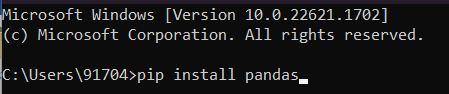 Microsoft Windows [Version 10.0.22621.1702]
(c) Microsoft Corporation. All rights reserved.
C:\Users\91704>pip install pandas